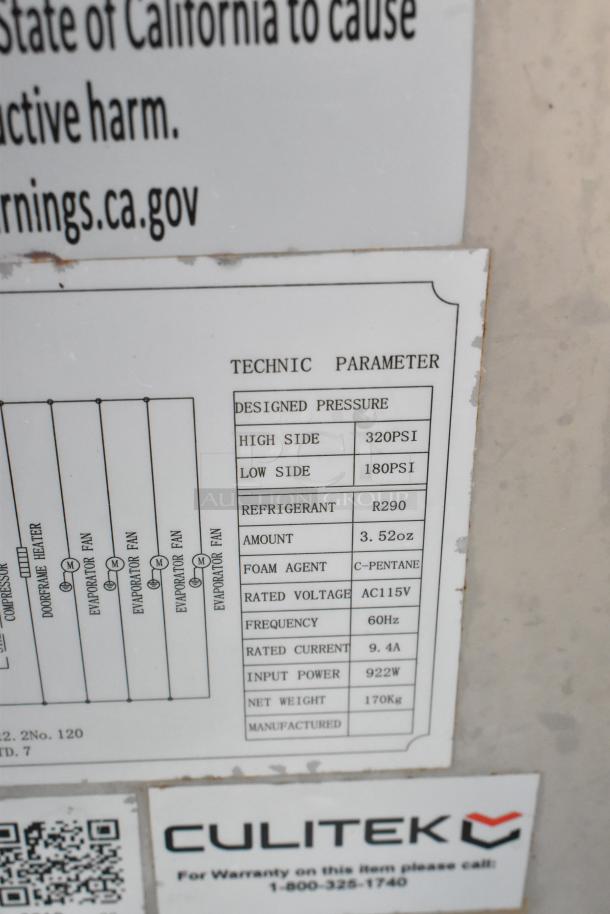 State of California to cause
harm.
.ca.gov
TECHNIC PARAMETER
DESIGNED PRESSURE
HIGH SIDE 320PSI
LOW SIDE 180PSI
AUCTION GROUP
REFRIGERANT R290
AMOUNT 3.52oz
FOAM AGENT C-PENTANE
RATED VOLTAGE AC115V
FREQUENCY 60Hz
RATED CURRENT 9.4A
INPUT POWER 922W
NET WEIGHT 170Kg
MANUFACTURED
COMPRESSOR
DOORFRAME HEATER
M
EVAPORATOR FAN
M
EVAPORATOR FAN
M
EVAPORATOR FAN
M
EVAPORATOR FAN
2No. 120
TD. 7
CULITEK
For Warranty on this item please call:
1-800-325-1740